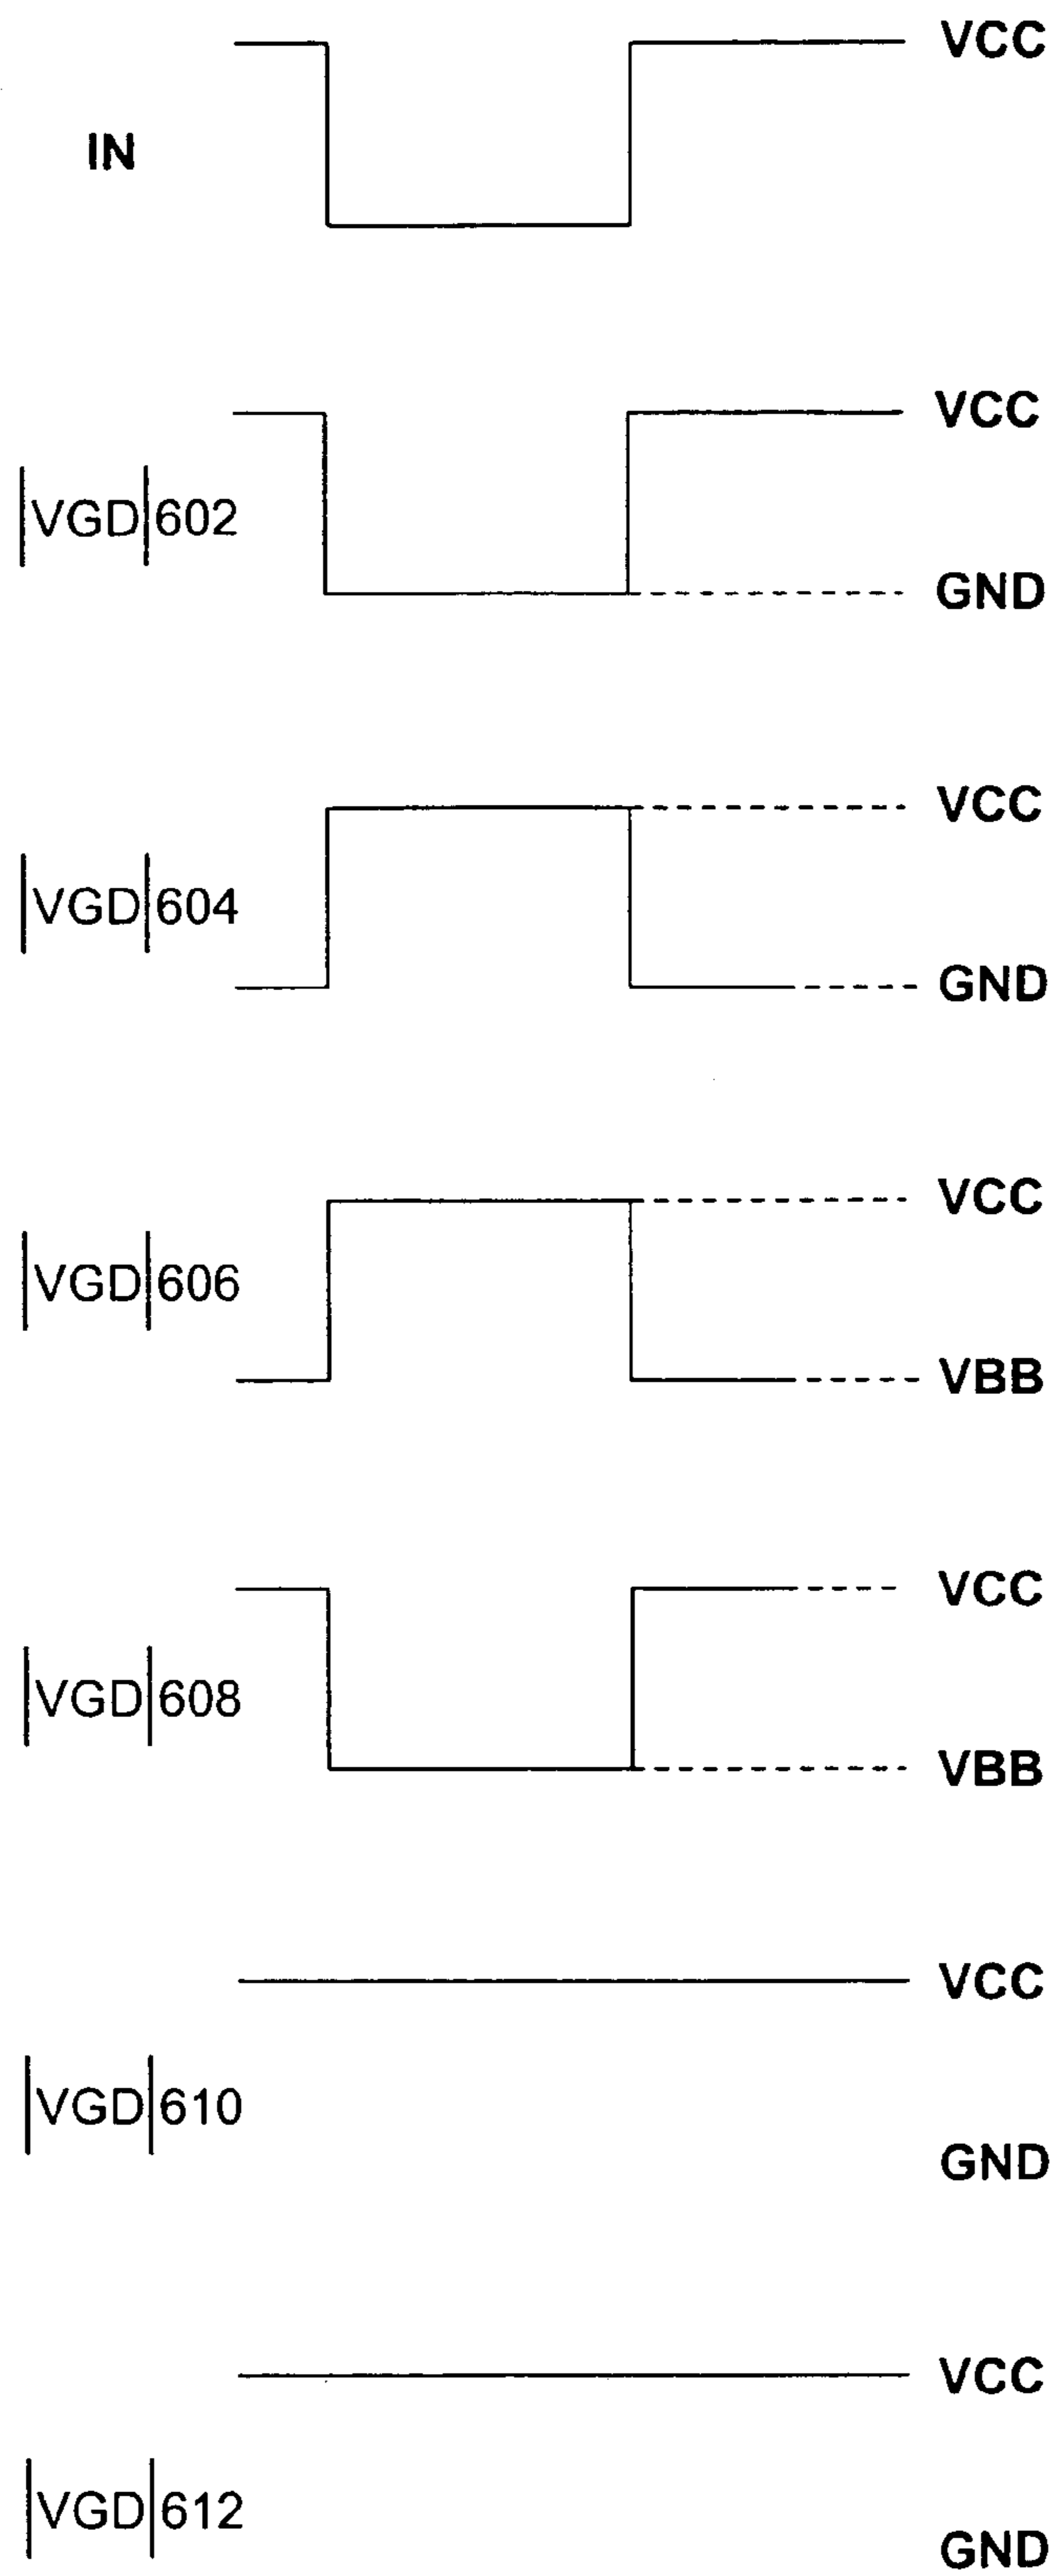 VCC
IN
VCC
|VGD|602
GND
VCC
|VGD|604
GND
VCC
|VGD|606
VBB
VCC
|VGD|608
VBB
VCC
|VGD|610
GND
VCC
|VGD|612
GND